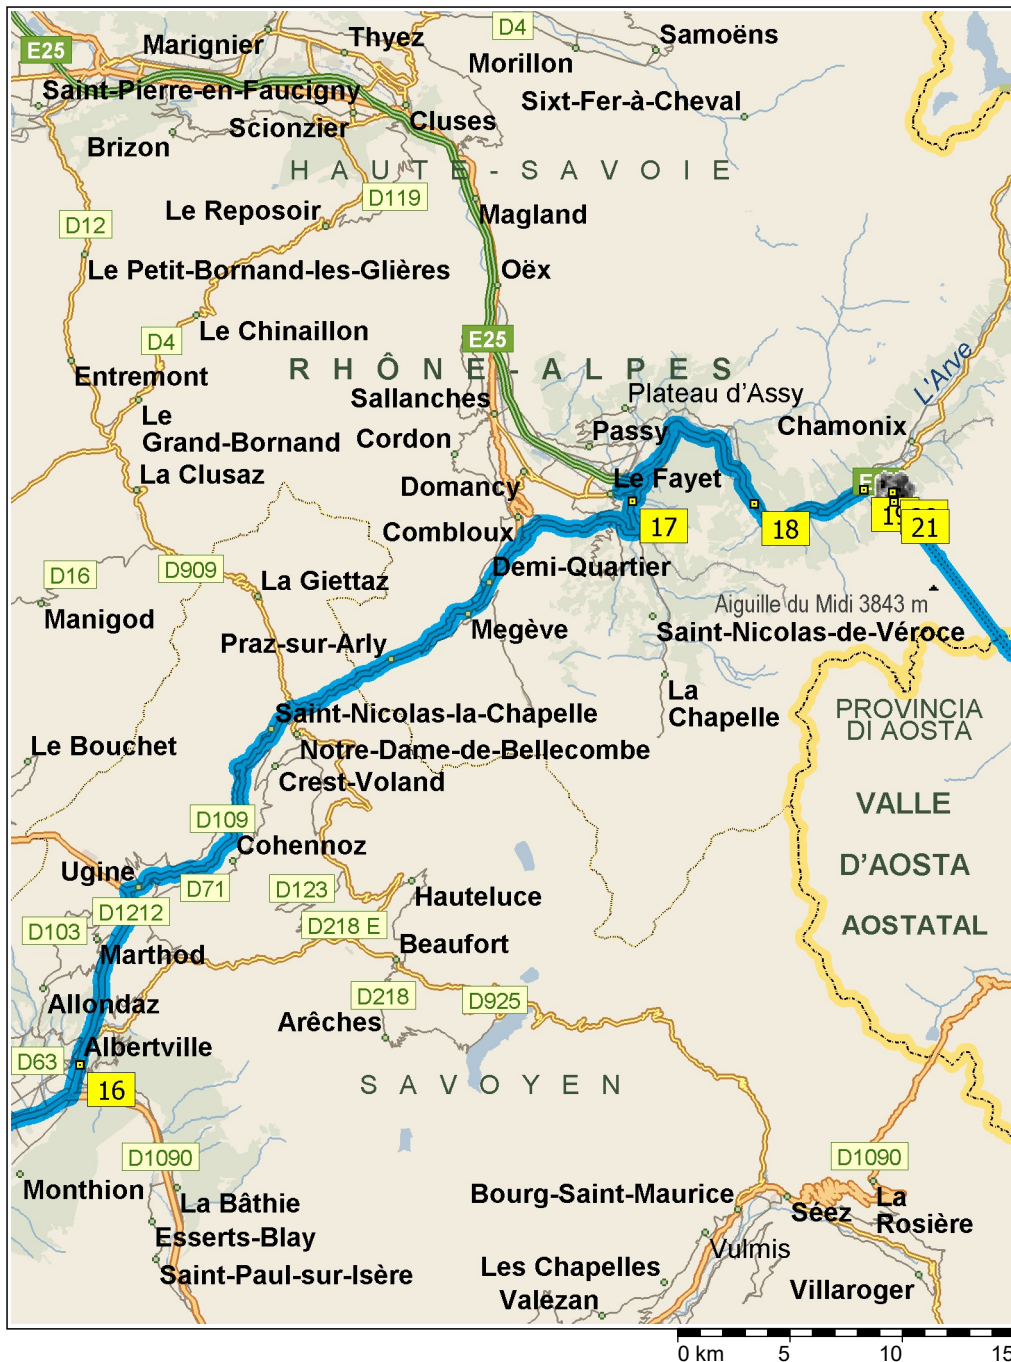 Marignier
Thyez
D4
Samoëns
E25
Morillon
Saint-Pierre-en-Faucigny
Sixt-Fer-à-Cheval
Scionzier
Cluses
Brizon
HAUTE-SAVOIE
D119
Le Reposoir
Magland
D12
Le Petit-Bornand-les-Glières
Oëx
Le Chinaillon
D4
E25
Entremont
RHÔNE-ALPES
L'Arve
Sallanches
Plateau d'Assy
Le
Grand-Bornand
Cordon
Passy
Chamonix
La Clusaz
Domancy
Le Fayet
Combloux
17
18
21
D909
Demi-Quartier
D16
La Giettaz
Manigod
Aiguille du Midi 3843 m
Megève
Saint-Nicolas-de-Véroce
Praz-sur-Arly
La
Chapelle
PROVINCIA
DI AOSTA
Saint-Nicolas-la-Chapelle
Le Bouchet
Notre-Dame-de-Bellecombe
Crest-Voland
VALLE
D109
Cohennoz
D'AOSTA
Ugine
D71
D123
Hauteluce
D1212
D218 E
AOSTATAL
D103
Marthod
Beaufort
Allondaz
D218
D925
Arêches
Albertville
D63
16
SAVOYEN
D1090
D1090
Monthion
La Bâthie
Bourg-Saint-Maurice
Séez
La
Rosière
Esserts-Blay
Vulmis
Saint-Paul-sur-Isère
Les Chapelles
Valezan
Villaroger
0 km
5
10
15